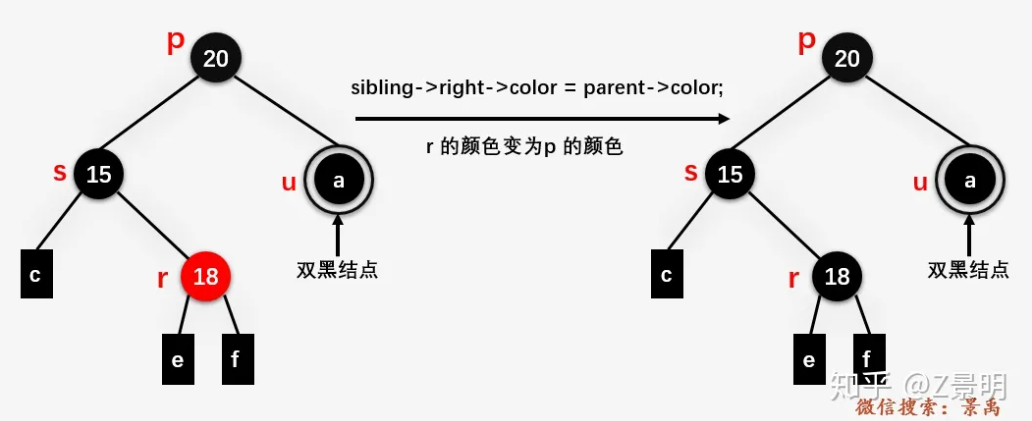 p
20
sibling->right->color = parent->color;
r 的颜色变为p 的颜色
s
15
u
a
c
r
18
双黑结点
e
f
p
20
s
15
u
a
c
r
18
双黑结点
e
f
知乎 @Z景明
微信搜索：景禹